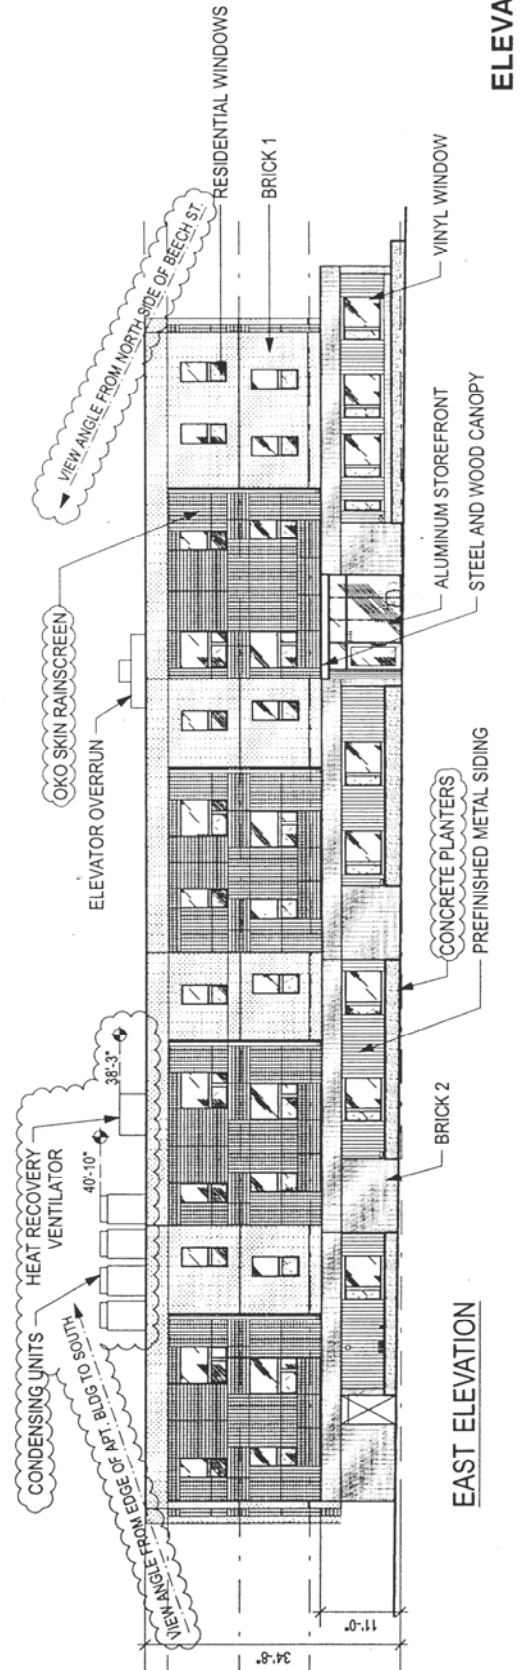 CONDENSING UNITS
HEAT RECOVERY
VENTILATOR
40'-10"
38'-3"
ELEVATOR OVERRUN
OKO SKIN RAINSCREEN
VIEW ANGLE FROM NORTH SIDE OF BEECH ST.
RESIDENTIAL WINDOWS
BRICK 1
VIEW ANGLE FROM EDGE OF APT. BLDG TO SOUTH
34'-8"
11'-0"
VINYL WINDOW
ALUMINUM STOREFRONT
STEEL AND WOOD CANOPY
CONCRETE PLANTERS
PREFINISHED METAL SIDING
BRICK 2
EAST ELEVATION
ELEVA